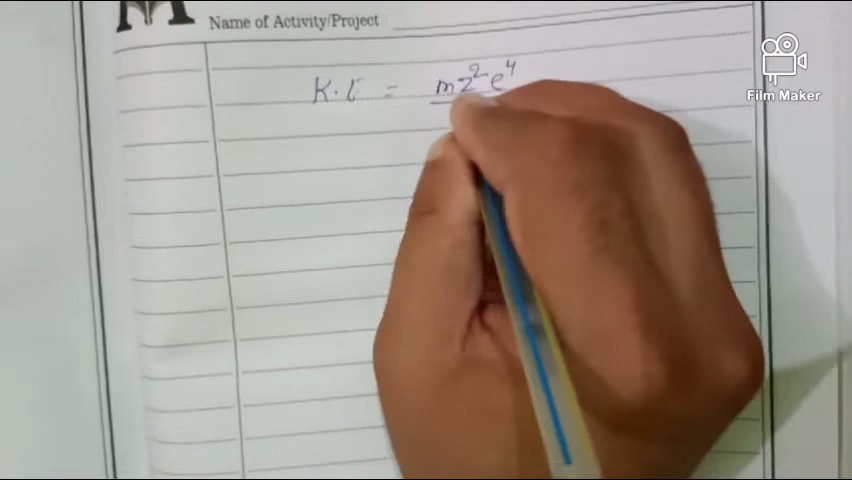 Name of Activity/Project
K.E = mz²e⁴
Film Maker